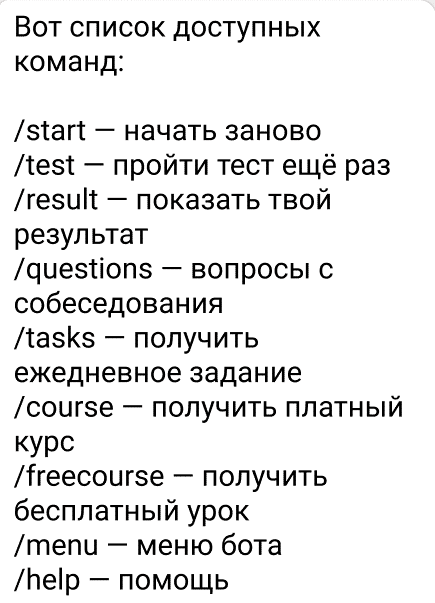 Вот список доступных
команд:
/start — начать заново
/test — пройти тест ещё раз
/result — показать твой
результат
/questions — вопросы с
собеседования
/tasks — получить
ежедневное задание
/course — получить платный
курс
/freecourse — получить
бесплатный урок
/menu — меню бота
/help — помощь